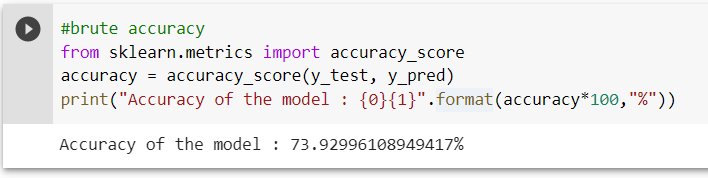 #brute accuracy
from sklearn.metrics import accuracy_score
accuracy = accuracy_score(y_test, y_pred)
print("Accuracy of the model : {0}{1}".format(accuracy*100,"%"))
Accuracy of the model : 73.92996108949417%